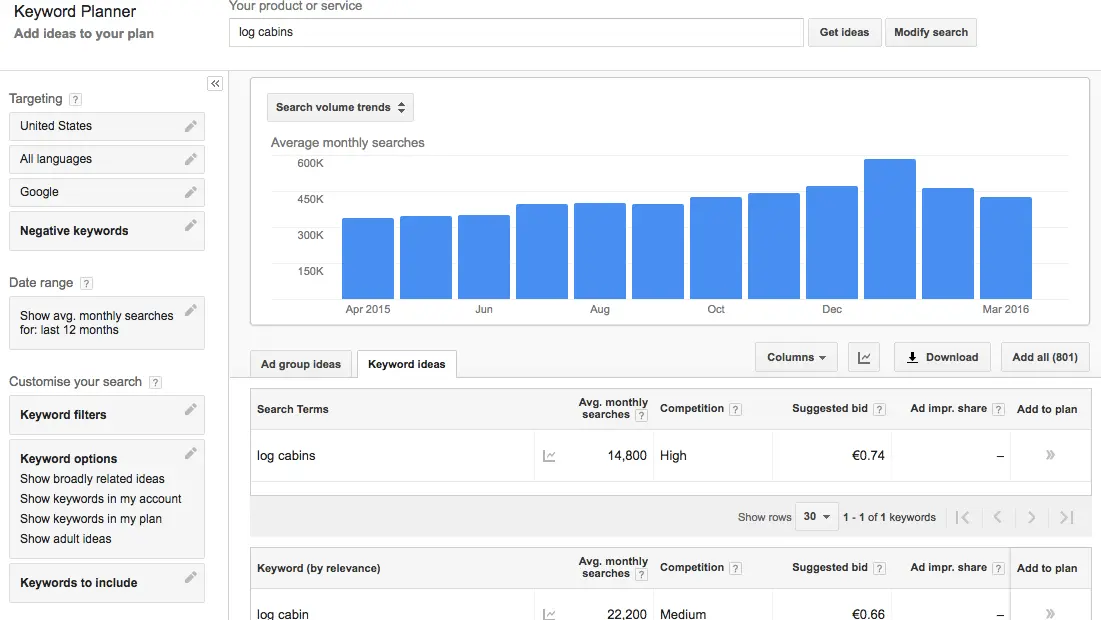 Keyword Planner
Add ideas to your plan
Your product or service
log cabins
Get ideas
Modify search
Targeting ?
United States
All languages
Google
Negative keywords
Date range ?
Show avg. monthly searches
for: last 12 months
Customise your search ?
Keyword filters
Keyword options
Show broadly related ideas
Show keywords in my account
Show keywords in my plan
Show adult ideas
Keywords to include
Search volume trends
Average monthly searches
600K
450K
300K
150K
Apr 2015 Jun Aug Oct Dec Mar 2016
Ad group ideas
Keyword ideas
Columns
Download
Add all (801)
Search Terms
Avg. monthly
searches ?
Competition ?
Suggested bid ?
Ad impr. share ?
Add to plan
log cabins 14,800 High €0.74 – »
Show rows 30 1 - 1 of 1 keywords
Keyword (by relevance)
Avg. monthly
searches ?
Competition ?
Suggested bid ?
Ad impr. share ?
Add to plan
log cabin 22,200 Medium €0.66 – »